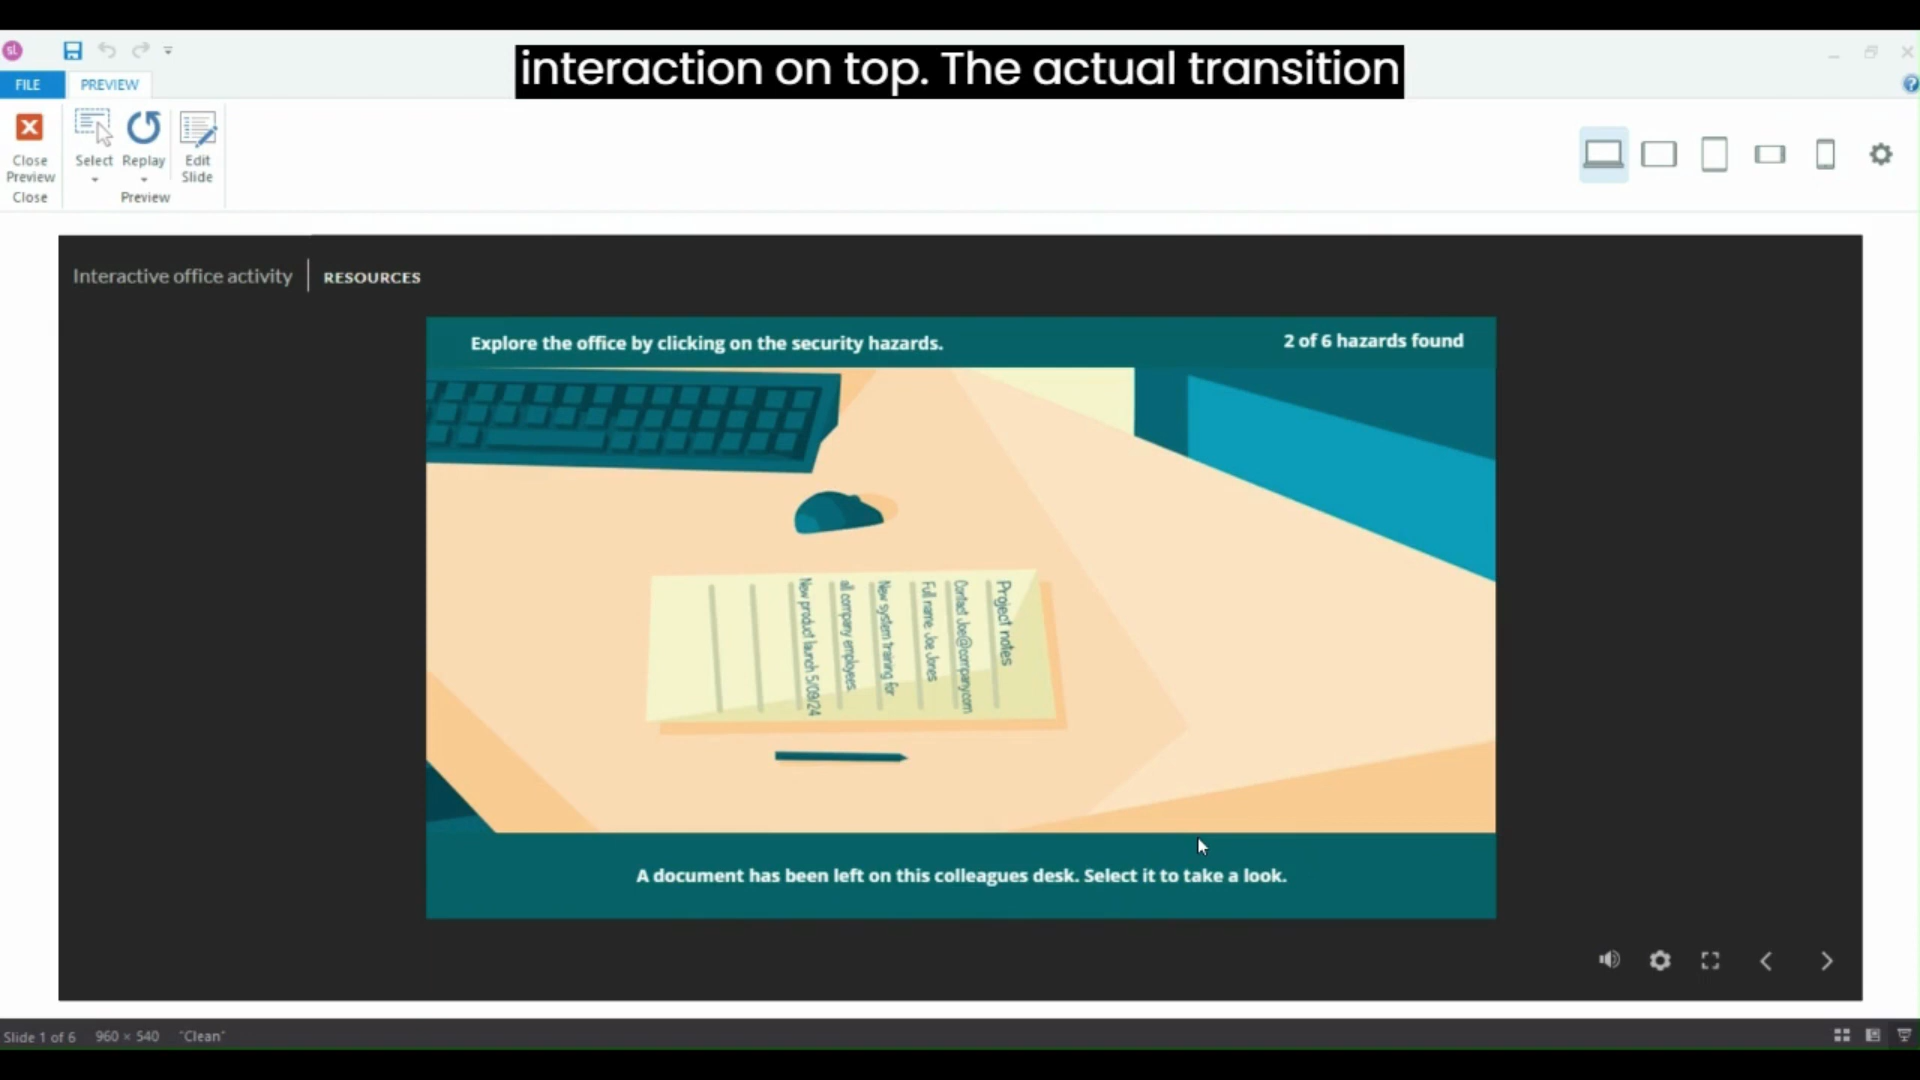 interaction on top. The actual transition
sl
FILE
PREVIEW
?
Close
Preview
Select
Replay
Edit
Slide
Close
Preview
Interactive office activity
RESOURCES
Explore the office by clicking on the security hazards.
2 of 6 hazards found
Project notes
Contact Joe@company.com
Full name: Joe Jones
New system training for
all company employees.
New product launch 5/09/24
A document has been left on this colleagues desk. Select it to take a look.
Slide 1 of 6
960 × 540
"Clean"